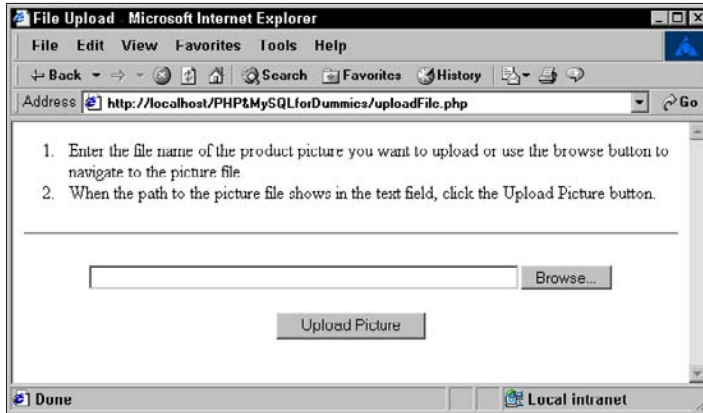 File Upload - Microsoft Internet Explorer
File Edit View Favorites Tools Help
Back Search Favorites History
Address http://localhost/PHP&MySQLforDummies/uploadFile.php Go
1. Enter the file name of the product picture you want to upload or use the browse button to
navigate to the picture file
2. When the path to the picture file shows in the text field, click the Upload Picture button.
Browse...
Upload Picture
Done Local intranet